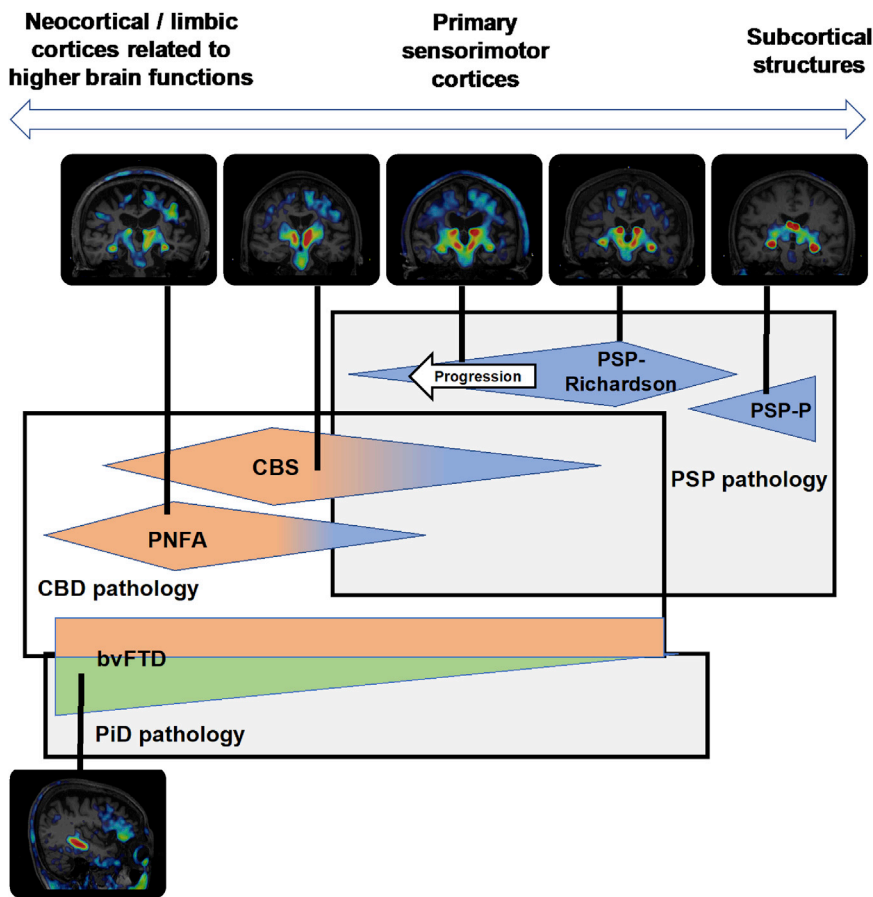 Neocortical / limbic
cortices related to
higher brain functions
Primary
sensorimotor
cortices
Subcortical
structures
Progression
PSP-
Richardson
PSP-P
PSP pathology
CBS
PNFA
CBD pathology
bvFTD
PiD pathology